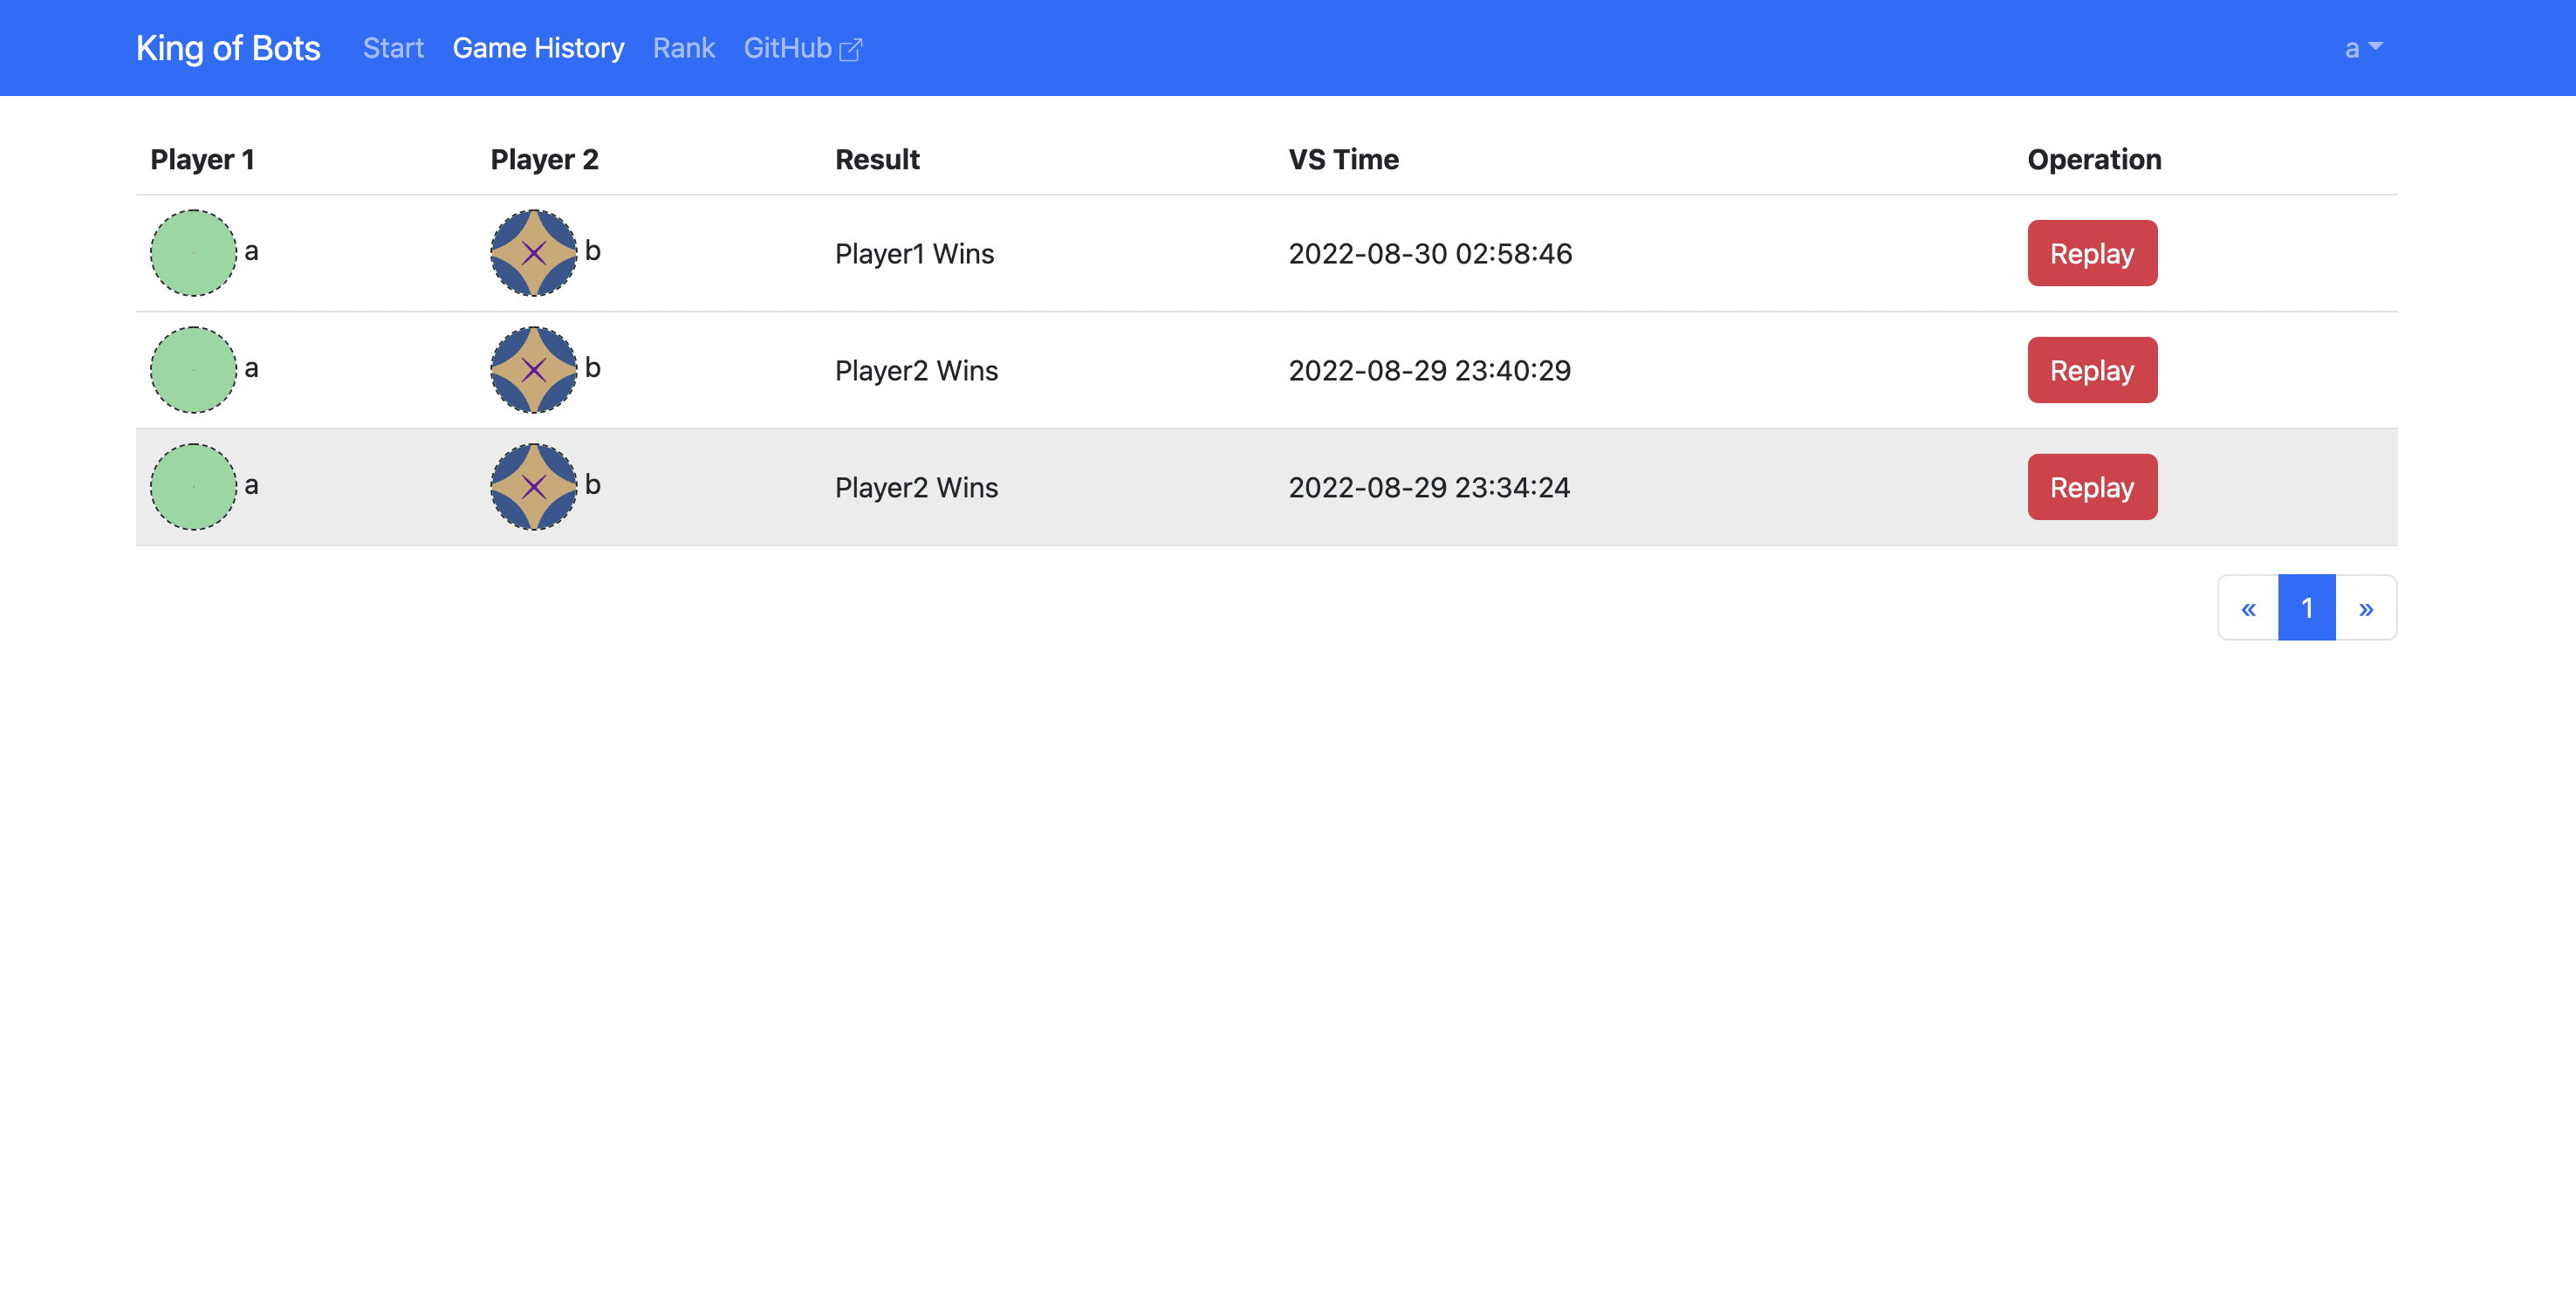 King of Bots Start Game History Rank GitHub a
Player 1 Player 2 Result VS Time Operation
a b Player1 Wins 2022-08-30 02:58:46 Replay
a b Player2 Wins 2022-08-29 23:40:29 Replay
a b Player2 Wins 2022-08-29 23:34:24 Replay
« 1 »